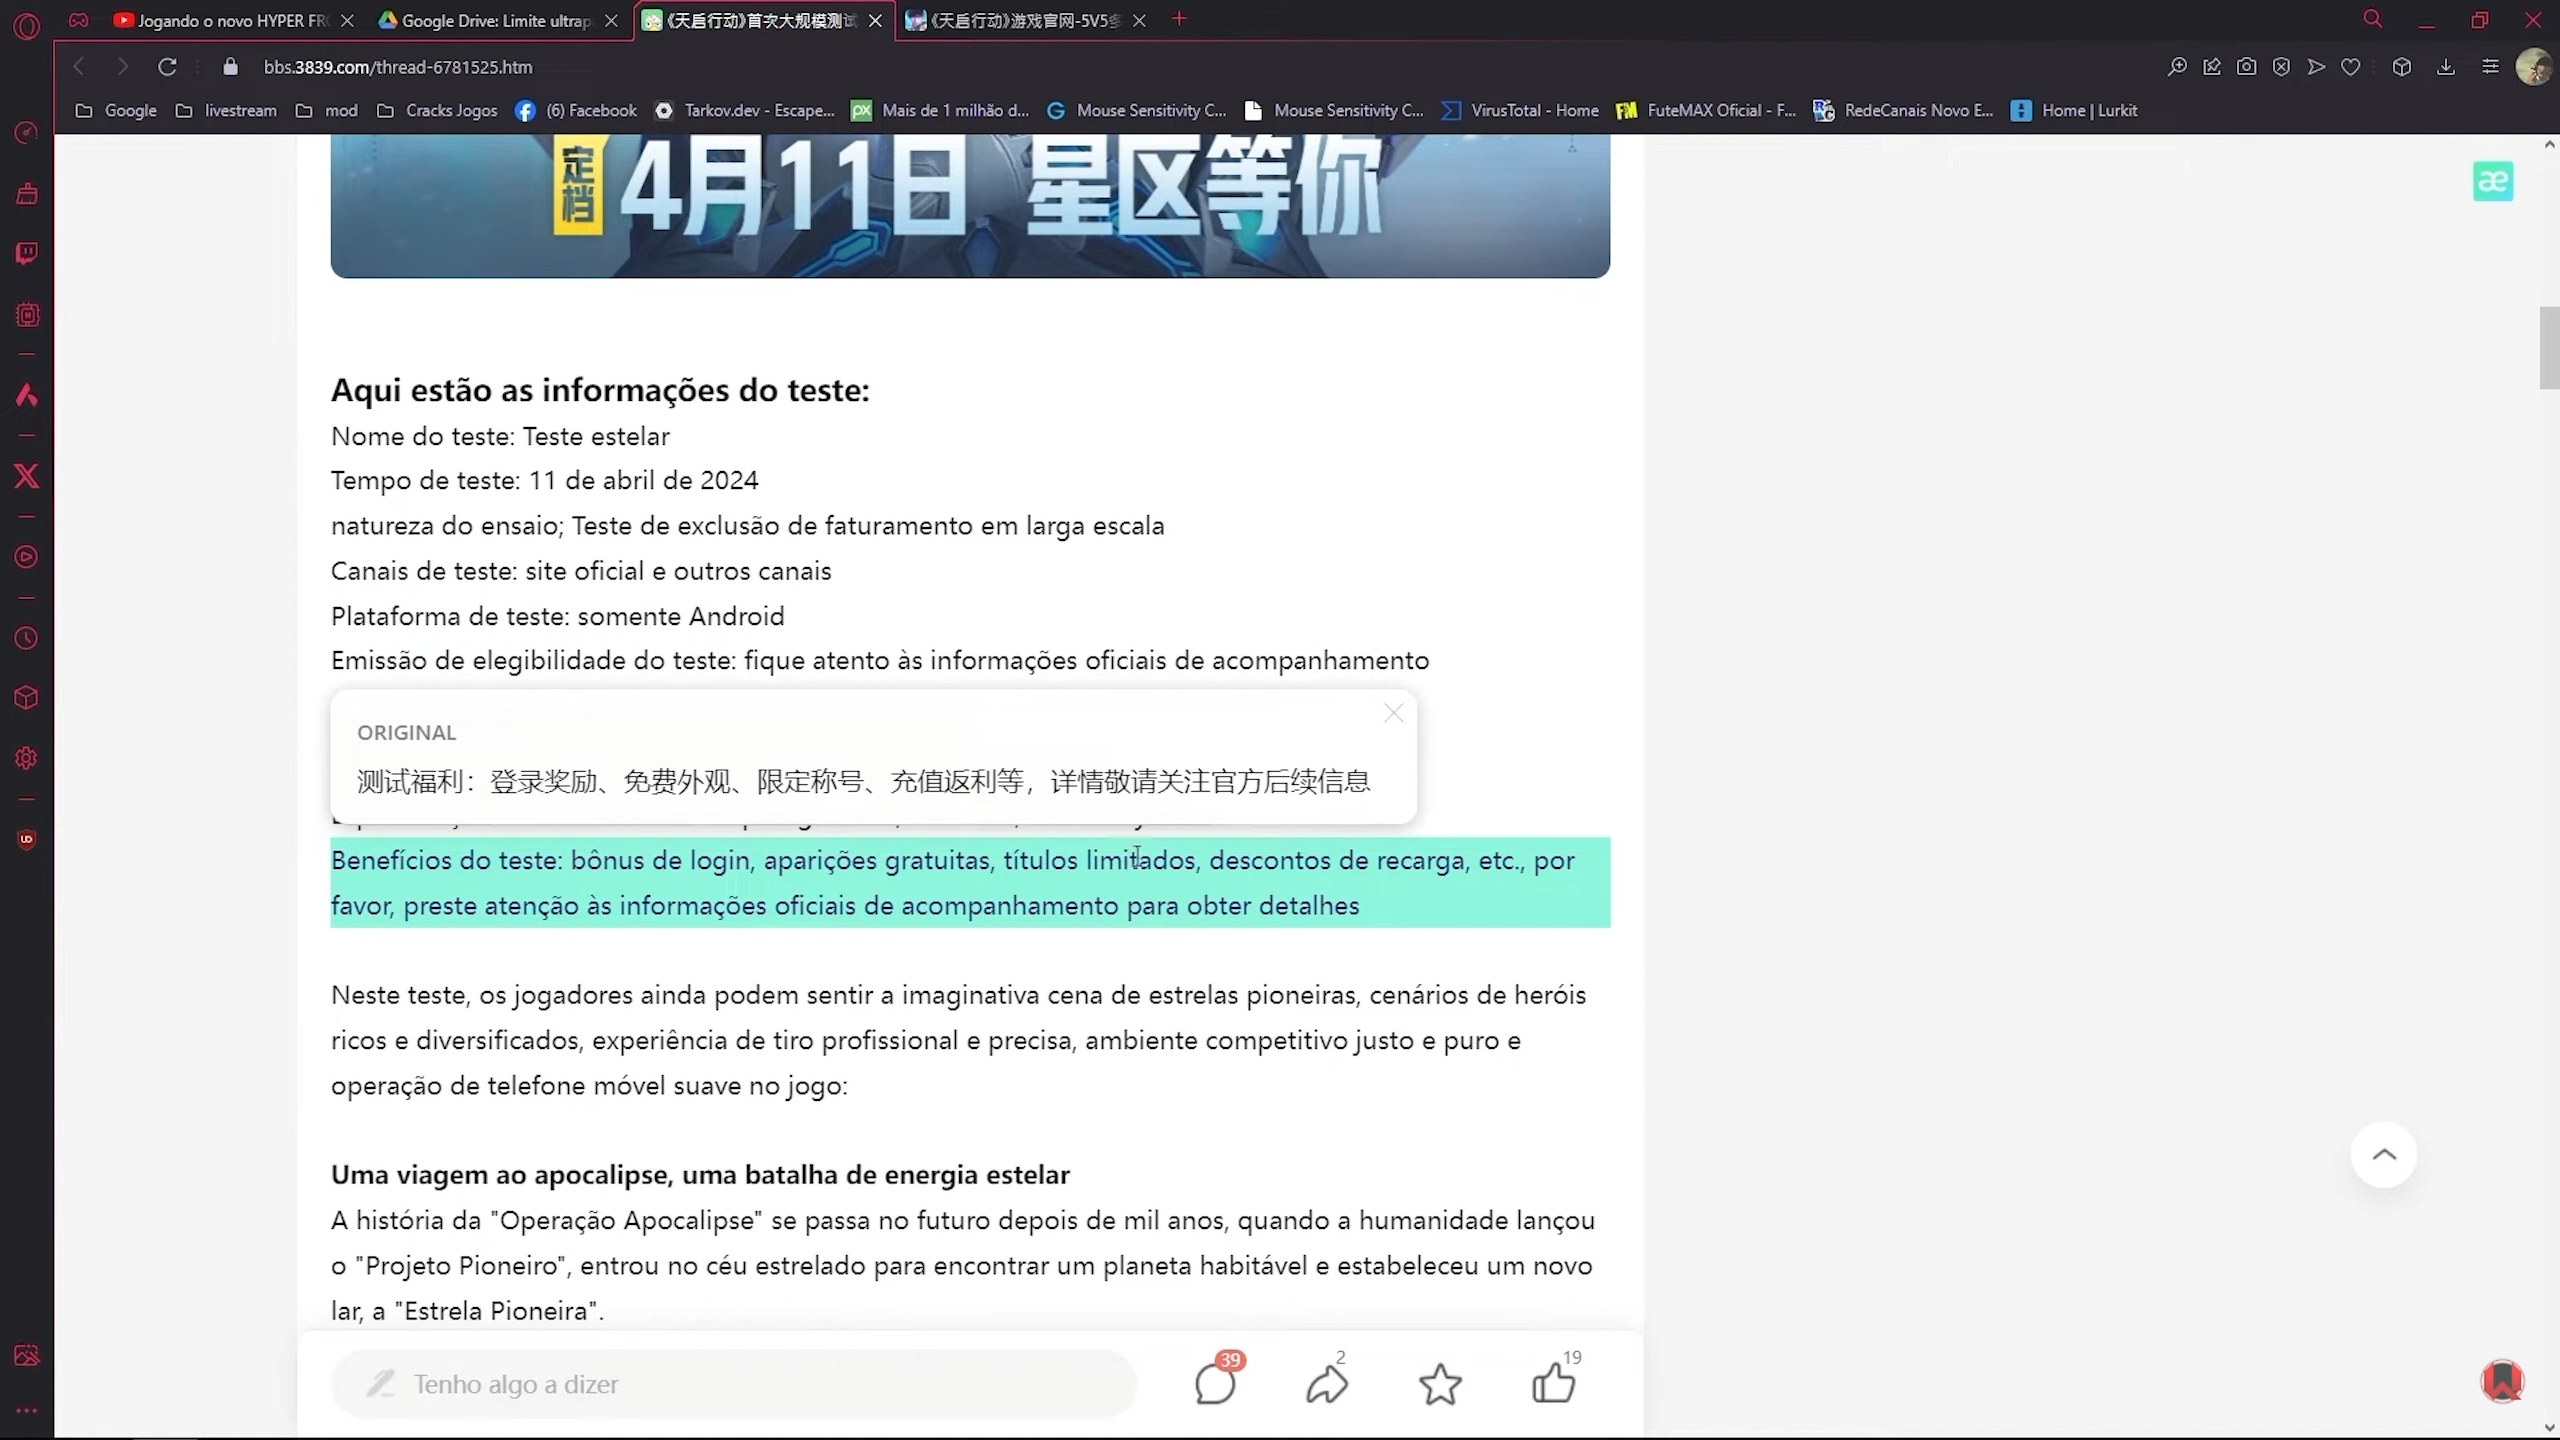 Jogando o novo HYPER FR
Google Drive: Limite ultrap
《天启行动》首次大规模测试
《天启行动》游戏官网-5V5多
bbs.3839.com/thread-6781525.htm
Google
livestream
mod
Cracks Jogos
(6) Facebook
Tarkov.dev - Escape...
Mais de 1 milhão d...
Mouse Sensitivity C...
Mouse Sensitivity C...
VirusTotal - Home
FuteMAX Oficial - F...
RedeCanais Novo E...
Home | Lurkit
定档 4月11日 星区等你
æ
Aqui estão as informações do teste:
Nome do teste: Teste estelar
Tempo de teste: 11 de abril de 2024
natureza do ensaio; Teste de exclusão de faturamento em larga escala
Canais de teste: site oficial e outros canais
Plataforma de teste: somente Android
Emissão de elegibilidade do teste: fique atento às informações oficiais de acompanhamento
ORIGINAL
测试福利：登录奖励、免费外观、限定称号、充值返利等，详情敬请关注官方后续信息
Benefícios do teste: bônus de login, aparições gratuitas, títulos limitados, descontos de recarga, etc., por
favor, preste atenção às informações oficiais de acompanhamento para obter detalhes
Neste teste, os jogadores ainda podem sentir a imaginativa cena de estrelas pioneiras, cenários de heróis
ricos e diversificados, experiência de tiro profissional e precisa, ambiente competitivo justo e puro e
operação de telefone móvel suave no jogo:
Uma viagem ao apocalipse, uma batalha de energia estelar
A história da "Operação Apocalipse" se passa no futuro depois de mil anos, quando a humanidade lançou
o "Projeto Pioneiro", entrou no céu estrelado para encontrar um planeta habitável e estabeleceu um novo
lar, a "Estrela Pioneira".
Tenho algo a dizer
39
2
19